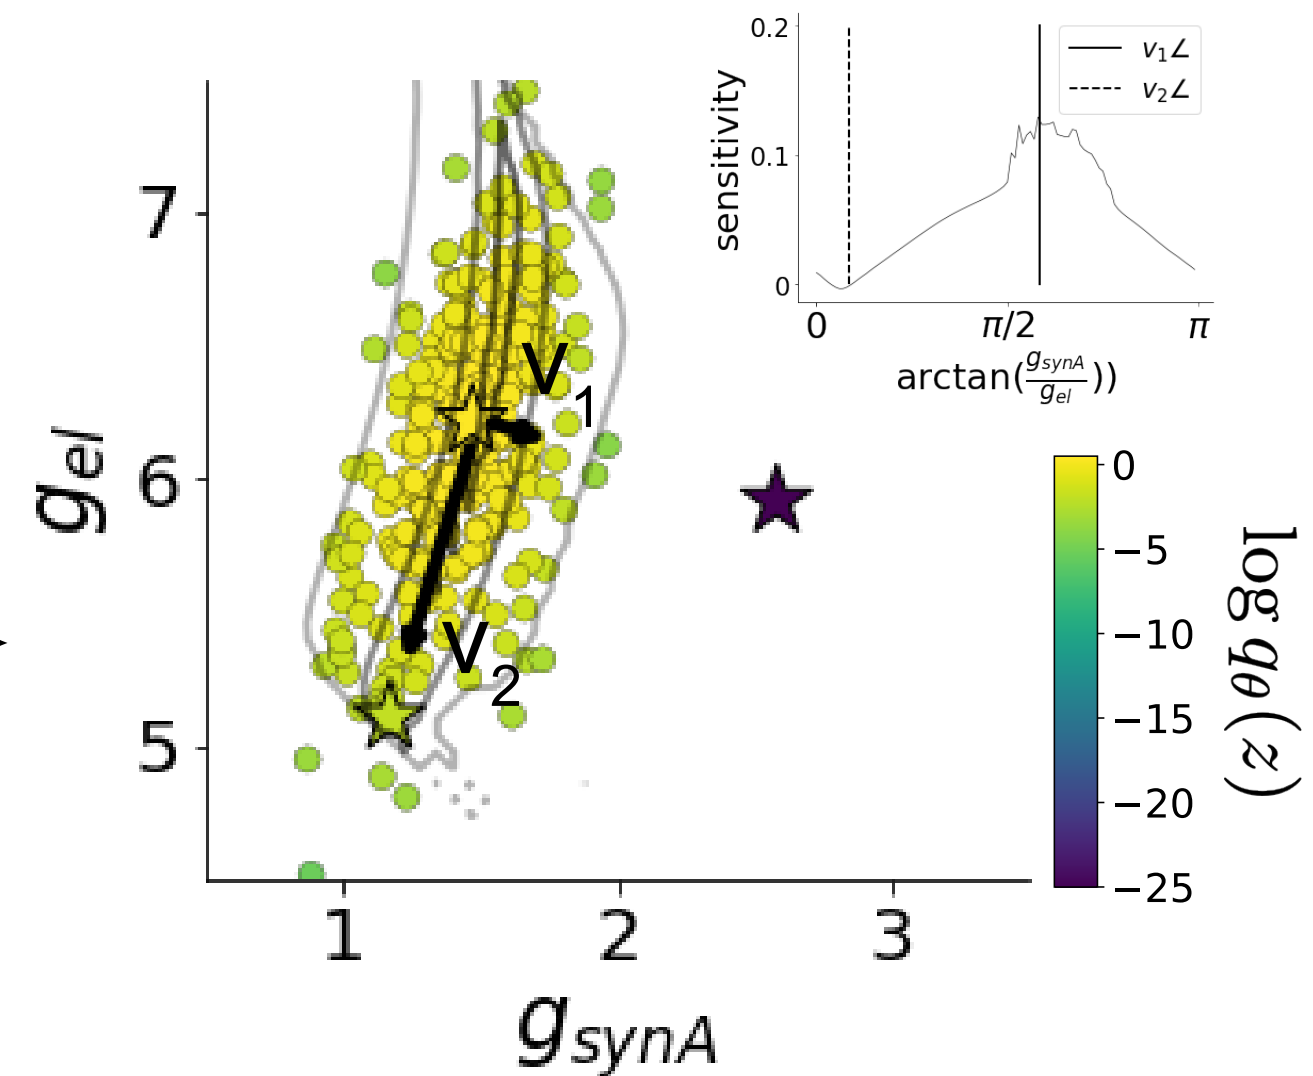 0.2
0.1
0
sensitivity
v₁∠
v₂∠
0 π/2 π
arctan(g_synA/g_el))
7
6
5
g_el
v₁
v₂
1 2 3
g_synA
0
−5
−10
−15
−20
−25
log q_θ(z)